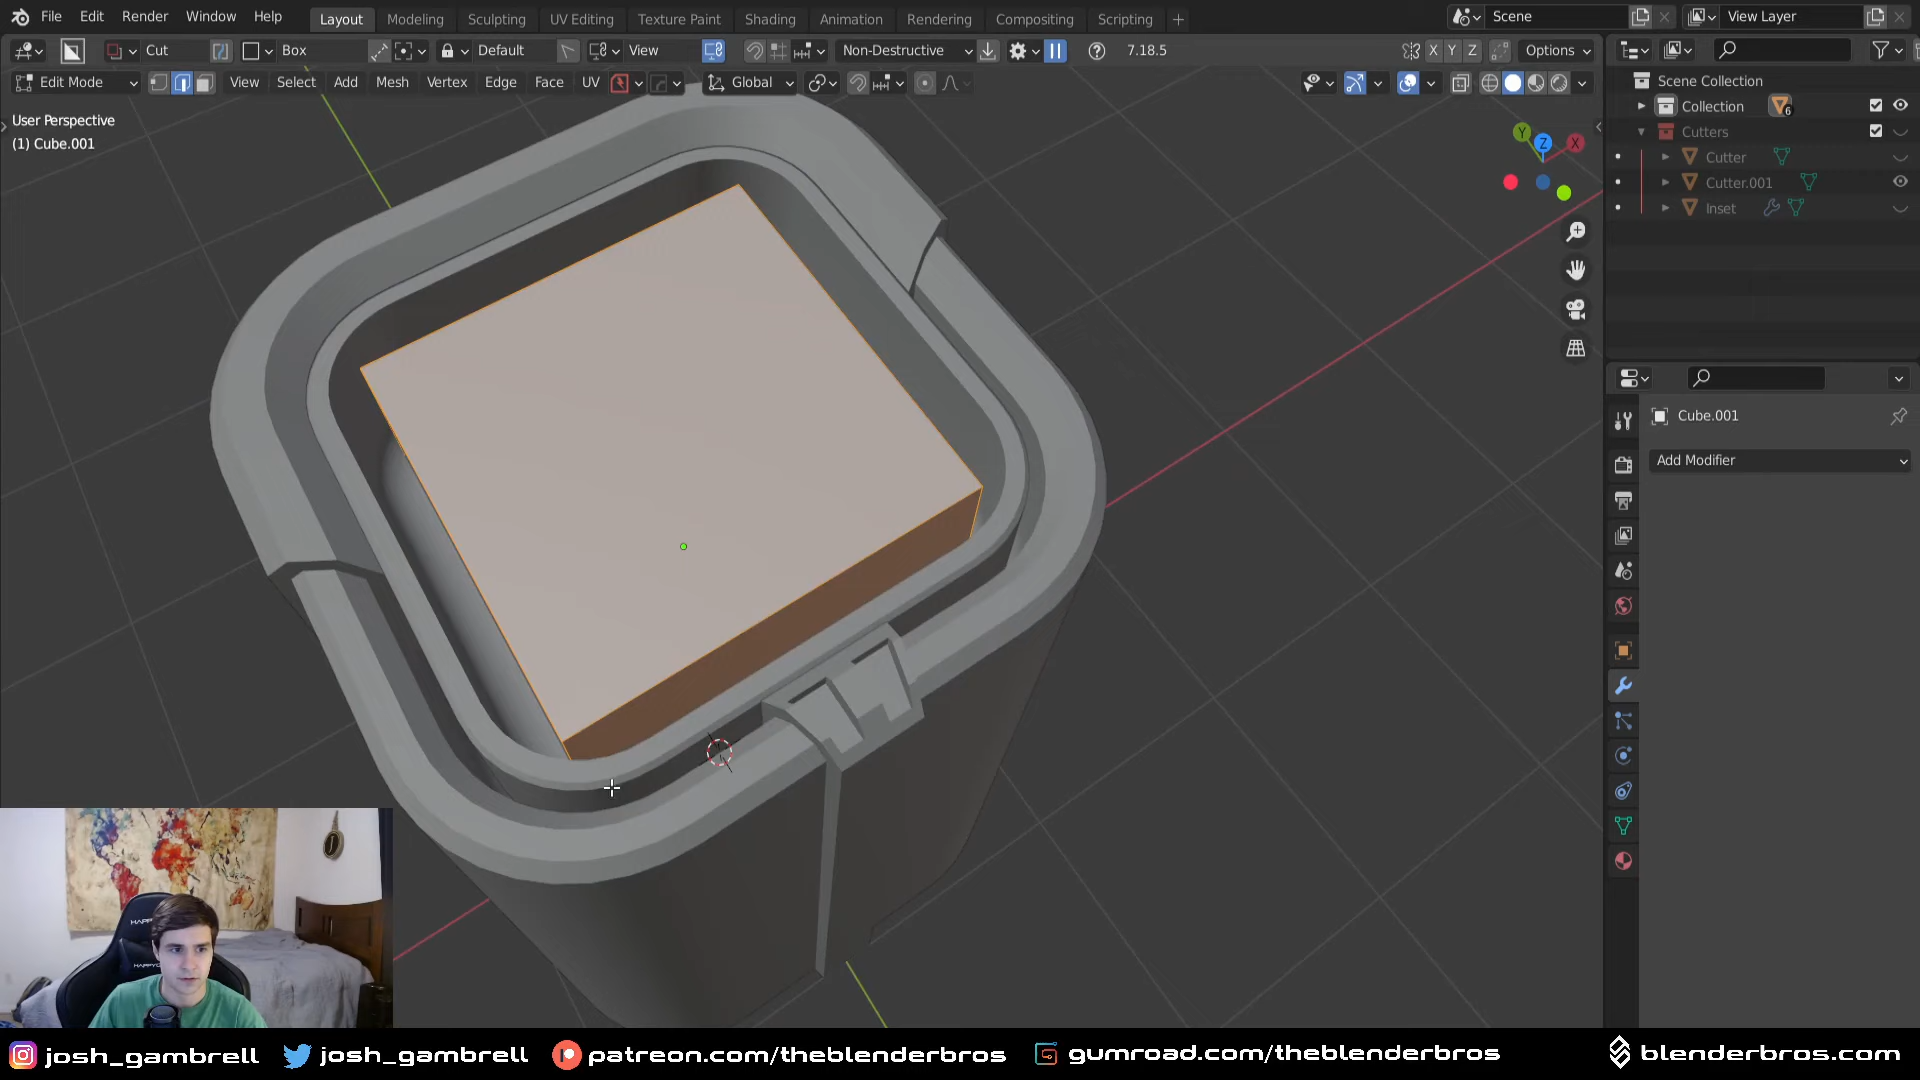 File Edit Render Window Help Layout Modeling Sculpting UV Editing Texture Paint Shading Animation Rendering Compositing Scripting + Scene View Layer
Cut Box Default View Non-Destructive 7.18.5 X Y Z Options
Edit Mode View Select Add Mesh Vertex Edge Face UV Global
User Perspective
(1) Cube.001
Y Z X
Scene Collection
Collection 6
Cutters
Cutter
Cutter.001
Inset
Cube.001
Add Modifier
josh_gambrell josh_gambrell patreon.com/theblenderbros gumroad.com/theblenderbros blenderbros.com